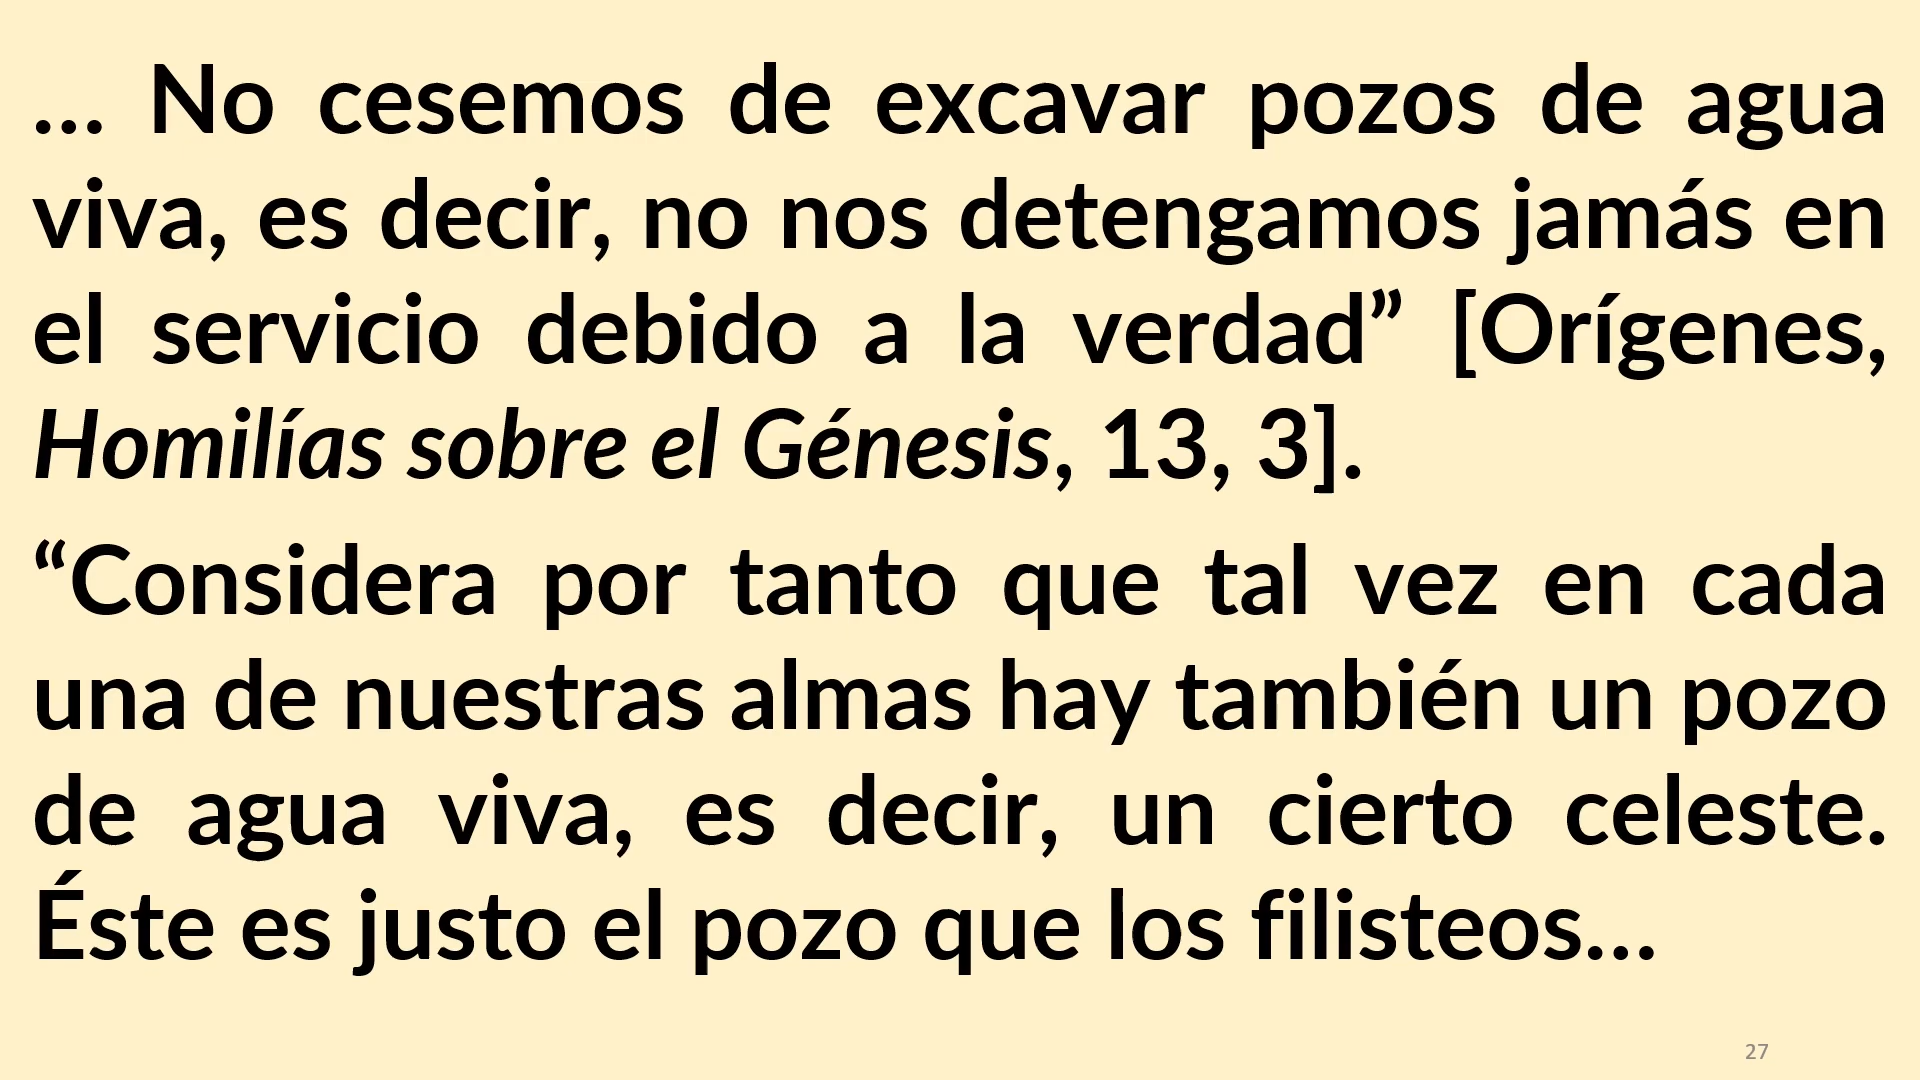 … No cesemos de excavar pozos de agua
viva, es decir, no nos detengamos jamás en
el servicio debido a la verdad” [Orígenes,
Homilías sobre el Génesis, 13, 3].
“Considera por tanto que tal vez en cada
una de nuestras almas hay también un pozo
de agua viva, es decir, un cierto celeste.
Éste es justo el pozo que los filisteos…
27